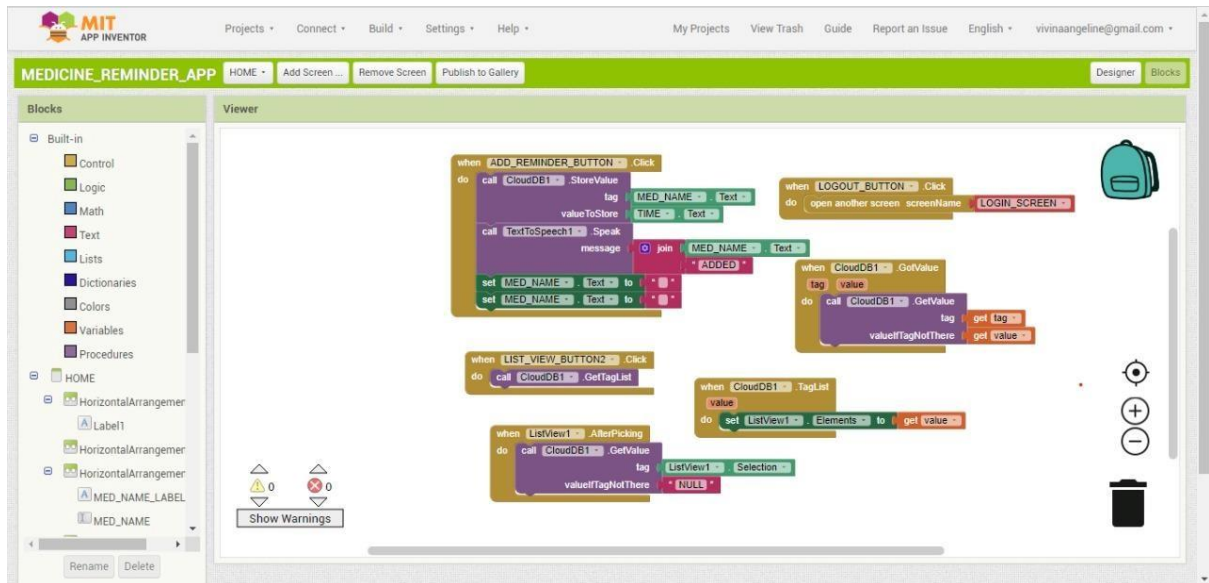 MIT
APP INVENTOR
Projects Connect Build Settings Help My Projects View Trash Guide Report an Issue English vivinaangeline@gmail.com
MEDICINE_REMINDER_APP HOME Add Screen ... Remove Screen Publish to Gallery Designer Blocks
Blocks
Built-in
Control
Logic
Math
Text
Lists
Dictionaries
Colors
Variables
Procedures
HOME
HorizontalArrangemen
Label1
HorizontalArrangemen
HorizontalArrangemen
MED_NAME_LABEL
MED_NAME
Rename Delete
Viewer
when ADD_REMINDER_BUTTON .Click
do call CloudDB1 .StoreValue
tag MED_NAME . Text
valueToStore TIME . Text
call TextToSpeech1 .Speak
message join MED_NAME . Text
" ADDED "
set MED_NAME . Text to " "
set MED_NAME . Text to " "
when LOGOUT_BUTTON .Click
do open another screen screenName LOGIN_SCREEN
when CloudDB1 .GotValue
tag value
do call CloudDB1 .GetValue
tag get tag
valueIfTagNotThere get value
when LIST_VIEW_BUTTON2 .Click
do call CloudDB1 .GetTagList
when CloudDB1 .TagList
value
do set ListView1 . Elements to get value
when ListView1 .AfterPicking
do call CloudDB1 .GetValue
tag ListView1 . Selection
valueIfTagNotThere " NULL "
0 0
Show Warnings